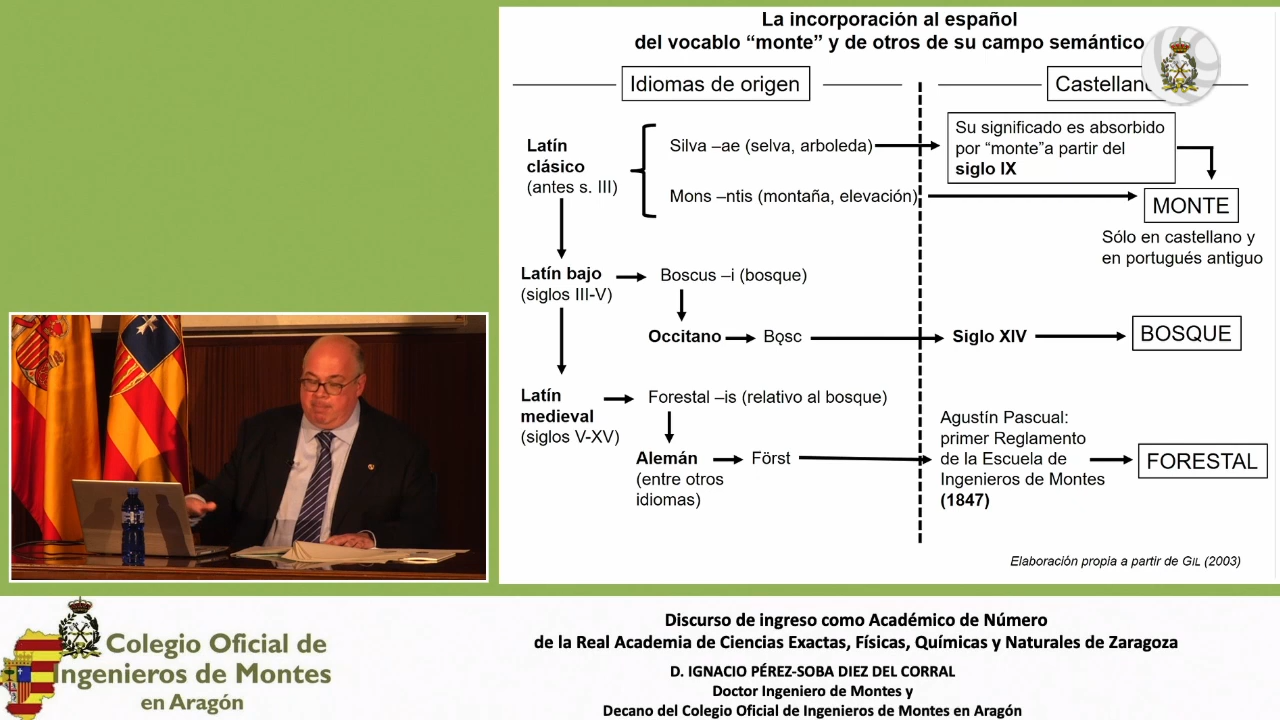 La incorporación al español
del vocablo “monte” y de otros de su campo semántico
Idiomas de origen
Castellano
Latín
clásico
(antes s. III)
Silva –ae (selva, arboleda)
Mons –ntis (montaña, elevación)
Su significado es absorbido
por “monte”a partir del
siglo IX
MONTE
Sólo en castellano y
en portugués antiguo
Latín bajo
(siglos III-V)
Boscus –i (bosque)
Occitano
Bǫsc
Siglo XIV
BOSQUE
Latín
medieval
(siglos V-XV)
Forestal –is (relativo al bosque)
Alemán
(entre otros
idiomas)
Först
Agustín Pascual:
primer Reglamento
de la Escuela de
Ingenieros de Montes
(1847)
FORESTAL
Elaboración propia a partir de GIL (2003)
Colegio Oficial de
Ingenieros de Montes
en Aragón
Discurso de ingreso como Académico de Número
de la Real Academia de Ciencias Exactas, Físicas, Químicas y Naturales de Zaragoza
D. IGNACIO PÉREZ-SOBA DIEZ DEL CORRAL
Doctor Ingeniero de Montes y
Decano del Colegio Oficial de Ingenieros de Montes en Aragón